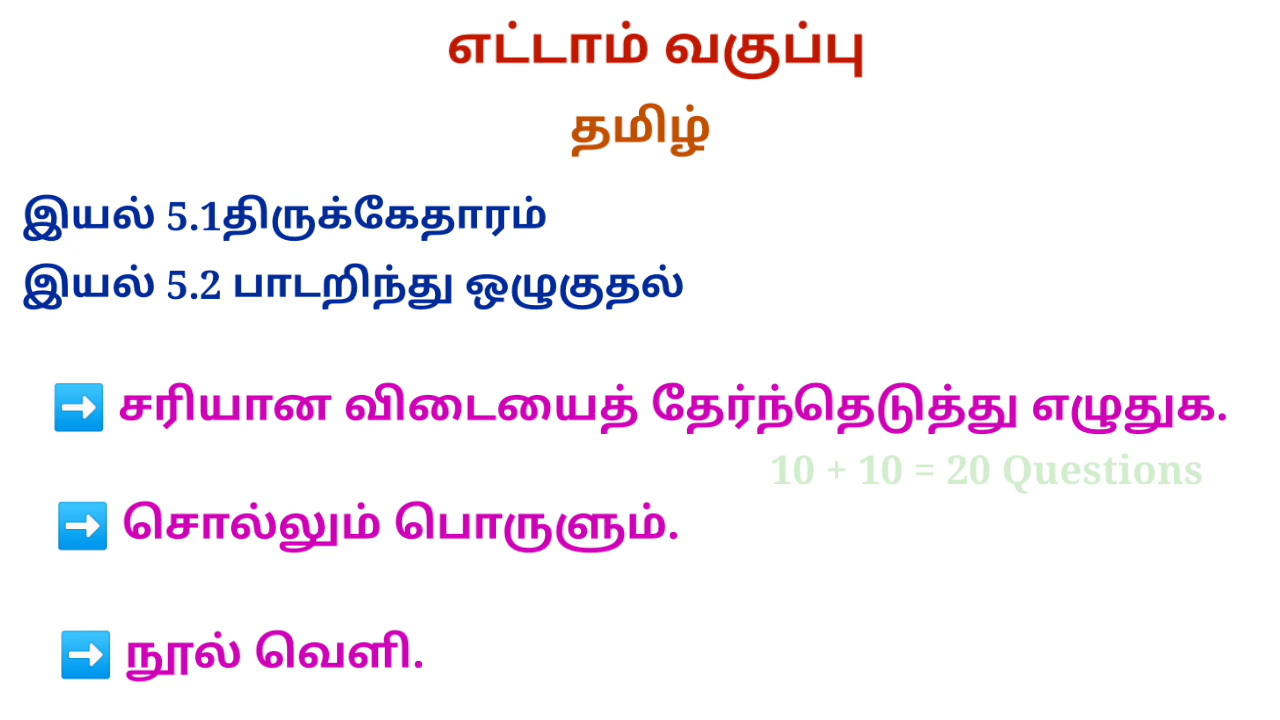 எட்டாம் வகுப்பு
தமிழ்
இயல் 5.1திருக்கேதாரம்
இயல் 5.2 பாடறிந்து ஒழுகுதல்
➡️ சரியான விடையைத் தேர்ந்தெடுத்து எழுதுக.
10 + 10 = 20 Questions
➡️ சொல்லும் பொருளும்.
➡️ நூல் வெளி.